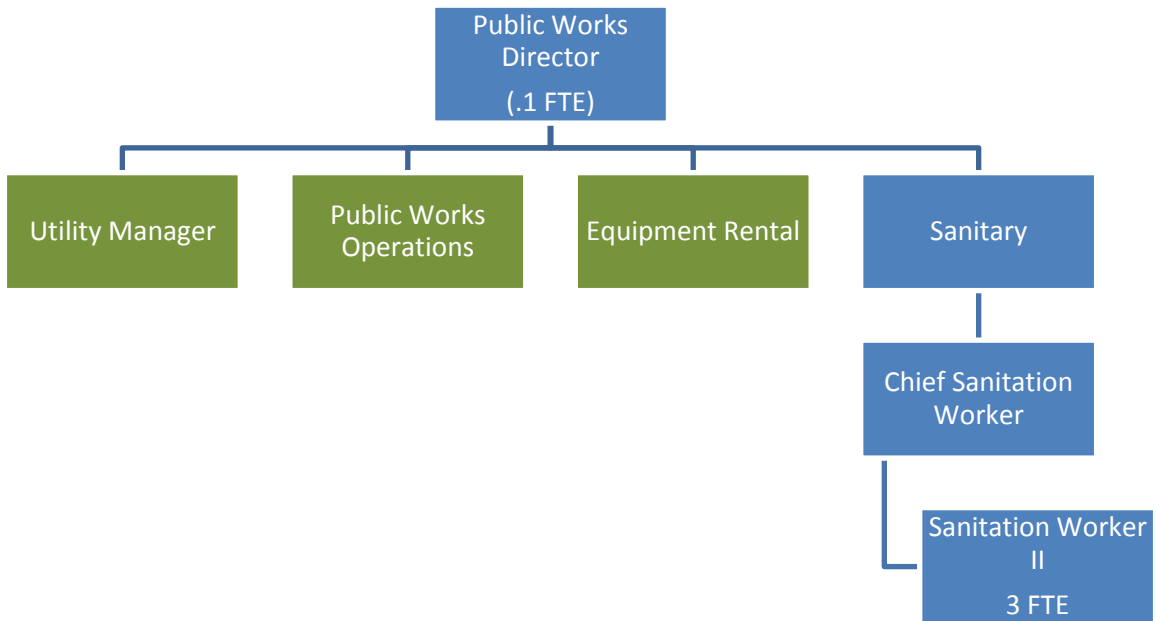 Public Works
Director
(.1 FTE)
Utility Manager
Public Works
Operations
Equipment Rental
Sanitary
Chief Sanitation
Worker
Sanitation Worker
II
3 FTE